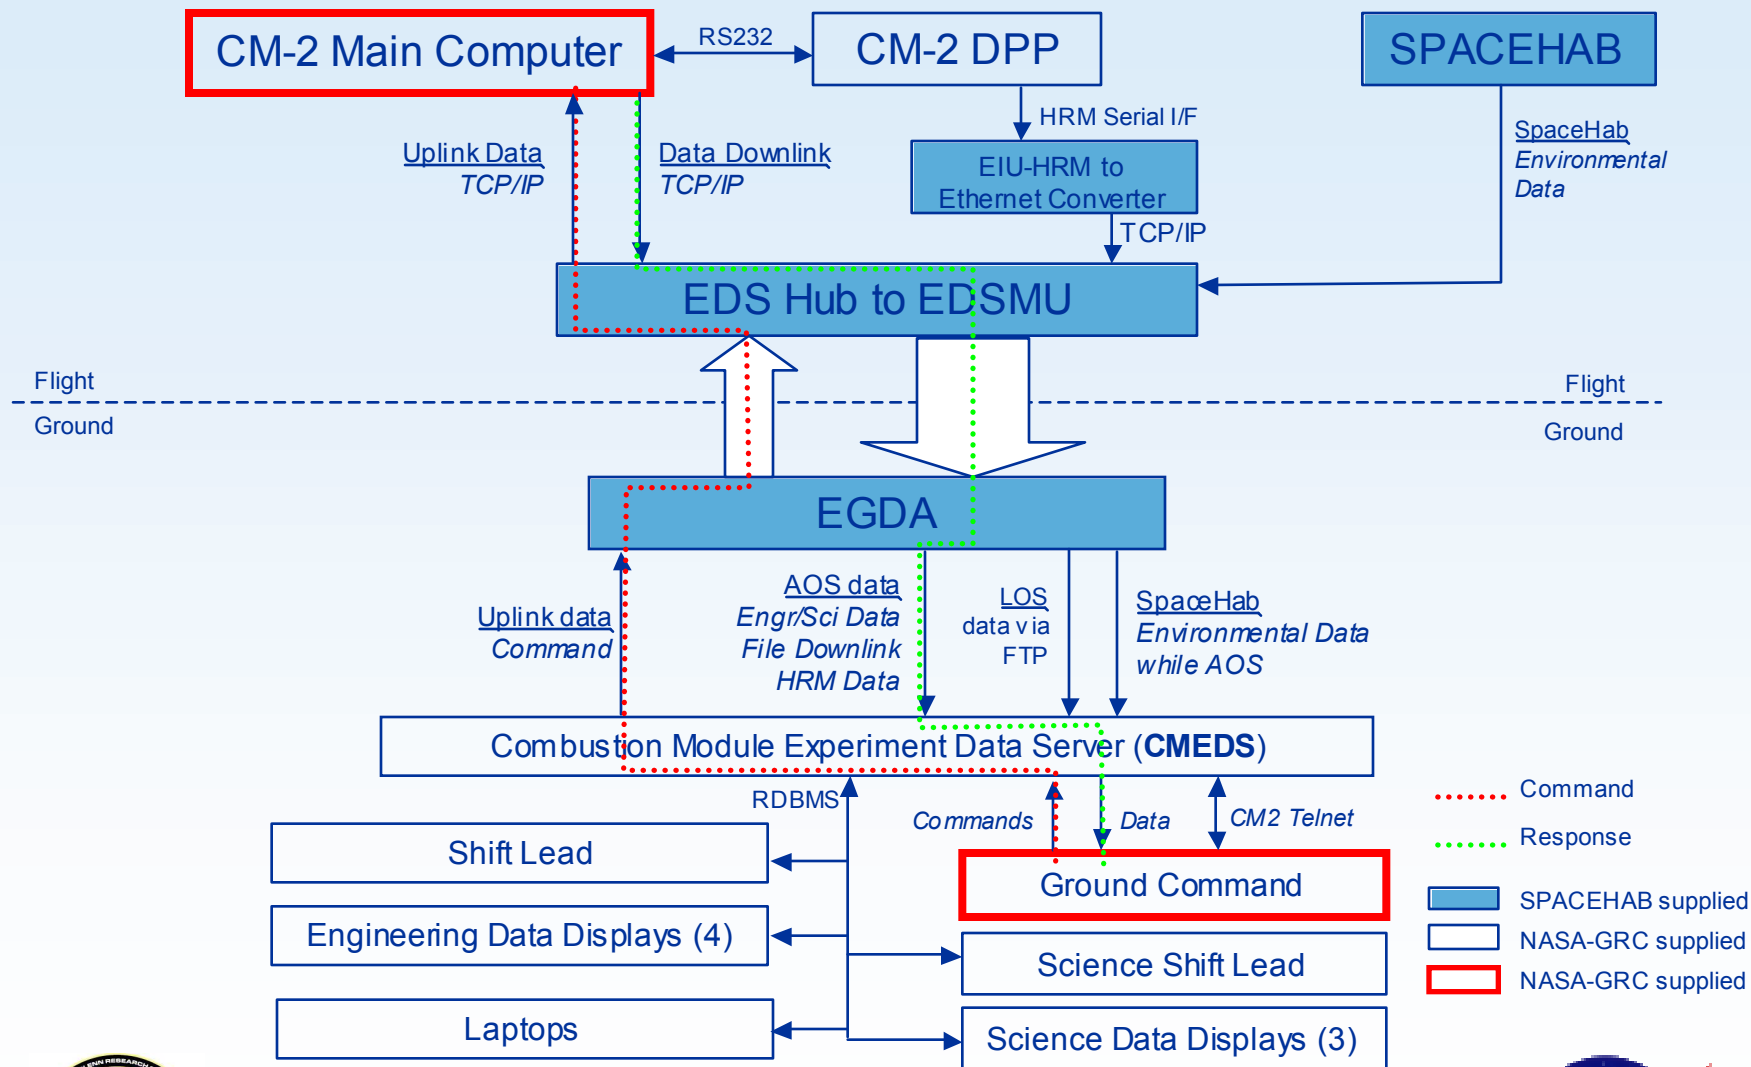 CM-2 Main Computer
RS232
CM-2 DPP
SPACEHAB
HRM Serial I/F
Uplink Data
TCP/IP
Data Downlink
TCP/IP
EIU-HRM to
Ethernet Converter
SpaceHab
Environmental
Data
TCP/IP
EDS Hub to EDSMU
Flight
Flight
Ground
Ground
EGDA
Uplink data
Command
AOS data
Engr/Sci Data
File Downlink
HRM Data
LOS
data via
FTP
SpaceHab
Environmental Data
while AOS
Combustion Module Experiment Data Server (CMEDS)
RDBMS
Commands
Data
CM2 Telnet
Command
Response
Shift Lead
Ground Command
SPACEHAB supplied
Engineering Data Displays (4)
NASA-GRC supplied
Science Shift Lead
NASA-GRC supplied
Laptops
Science Data Displays (3)